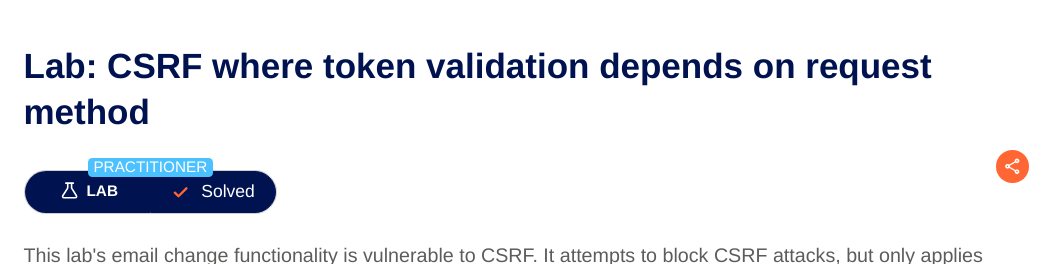 Lab: CSRF where token validation depends on request
method
PRACTITIONER
LAB Solved
This lab's email change functionality is vulnerable to CSRF. It attempts to block CSRF attacks, but only applies